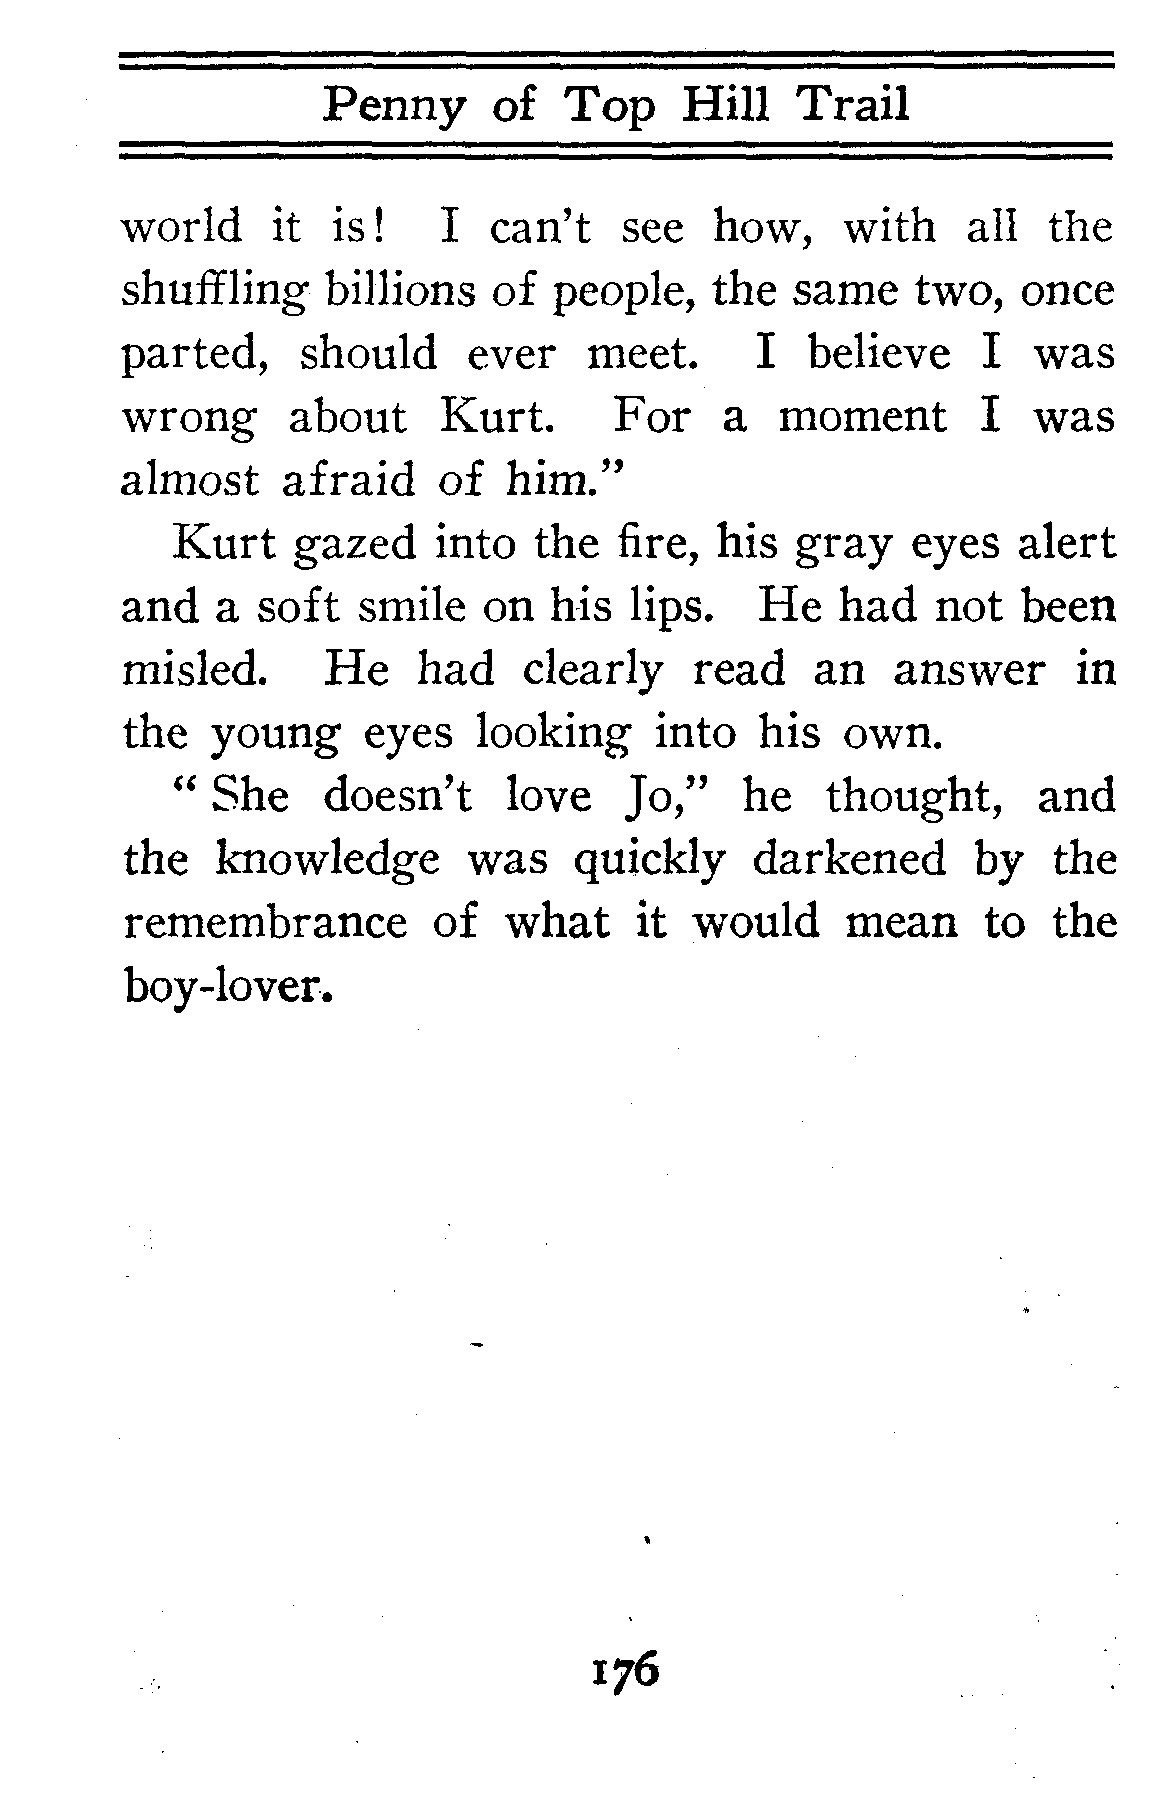 Penny of Top Hill Trail
world it is! I can't see how, with all the
shuffling billions of people, the same two, once
parted, should ever meet. I believe I was
wrong about Kurt. For a moment I was
almost afraid of him."
Kurt gazed into the fire, his gray eyes alert
and a soft smile on his lips. He had not been
misled. He had clearly read an answer in
the young eyes looking into his own.
"She doesn't love Jo," he thought, and
the knowledge was quickly darkened by the
remembrance of what it would mean to the
boy-lover.
176